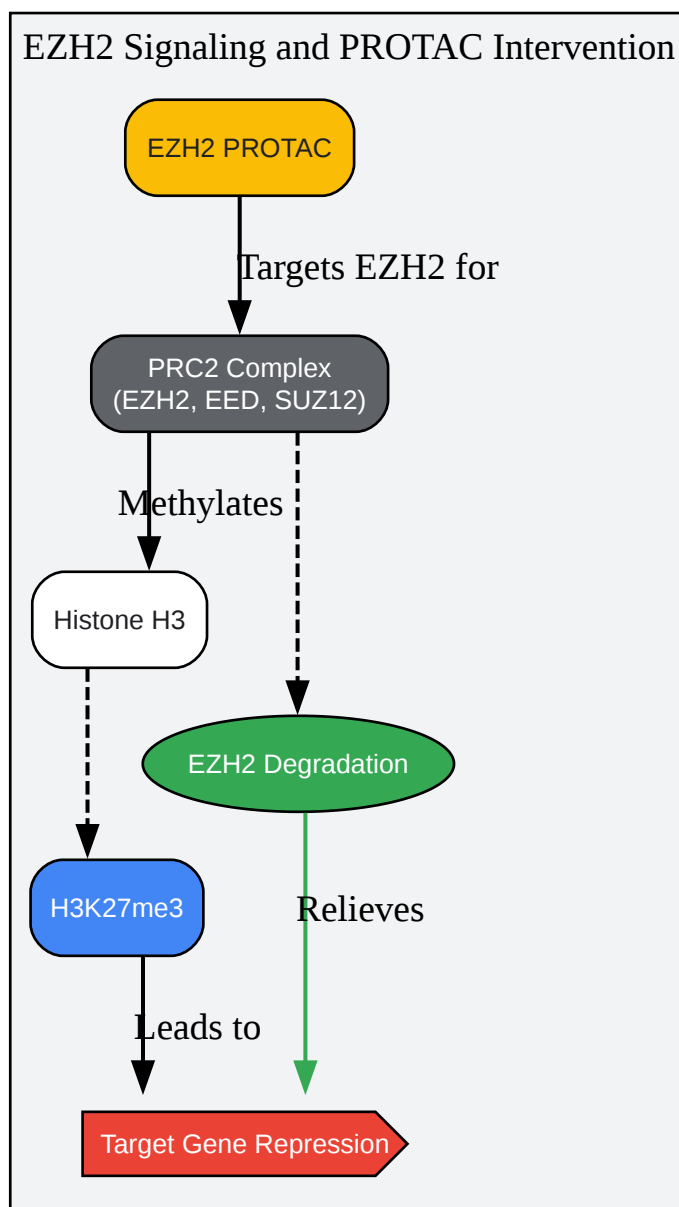 EZH2 Signaling and PROTAC Intervention
EZH2 PROTAC
Targets EZH2 for
PRC2 Complex
(EZH2, EED, SUZ12)
Methylates
Histone H3
EZH2 Degradation
H3K27me3
Relieves
Leads to
Target Gene Repression